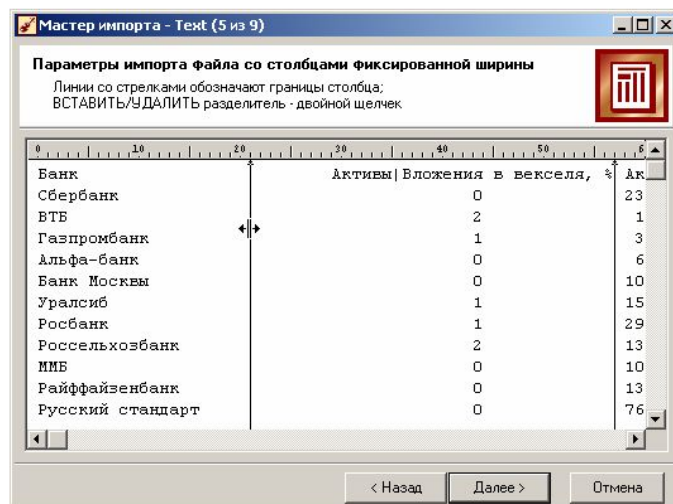 Мастер импорта - Text (5 из 9)
Параметры импорта файла со столбцами фиксированной ширины
Линии со стрелками обозначают границы столбца;
ВСТАВИТЬ/УДАЛИТЬ разделитель - двойной щелчек
0 10 20 30 40 50 6
Банк Активы|Вложения в векселя, % Ак
Сбербанк 0 23
ВТБ 2 1
Газпромбанк 1 3
Альфа-банк 0 6
Банк Москвы 0 10
Уралсиб 1 15
Росбанк 1 29
Россельхозбанк 2 13
ММБ 0 10
Райффайзенбанк 0 13
Русский стандарт 0 76
< Назад Далее > Отмена